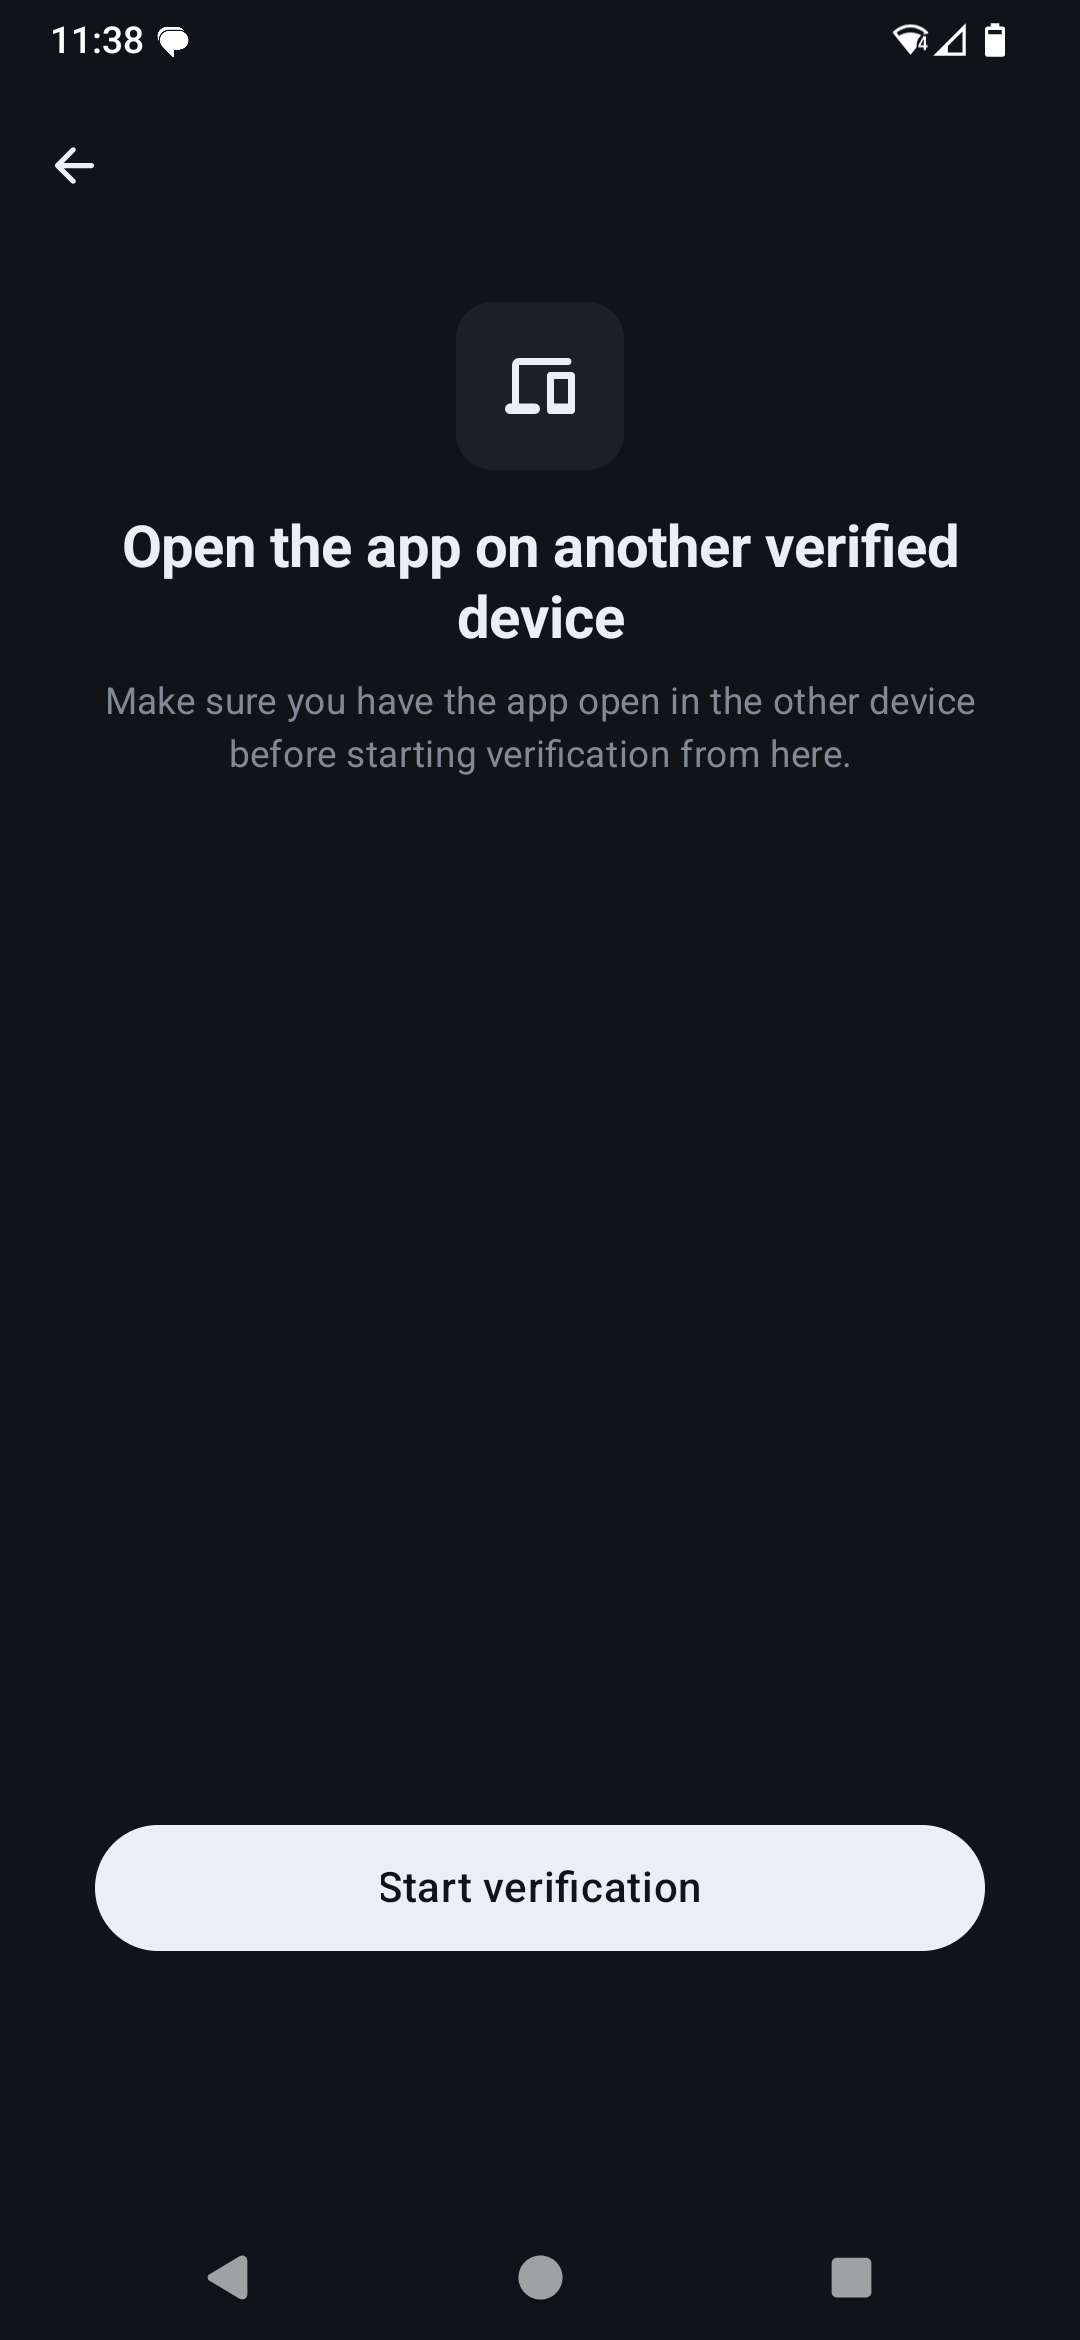 11:38
Open the app on another verified
device
Make sure you have the app open in the other device
before starting verification from here.
Start verification